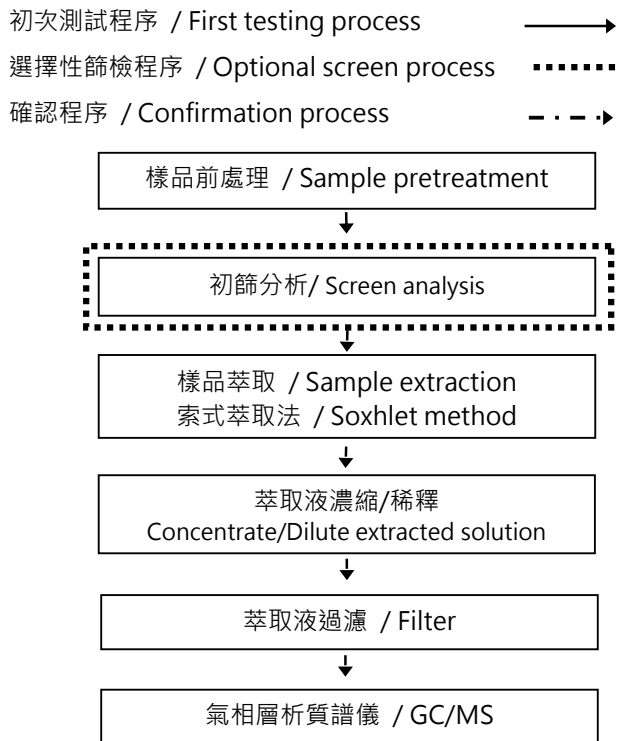 初次測試程序 / First testing process
選擇性篩檢程序 / Optional screen process
確認程序 / Confirmation process
樣品前處理 / Sample pretreatment
初篩分析/ Screen analysis
樣品萃取 / Sample extraction
索式萃取法 / Soxhlet method
萃取液濃縮/稀釋
Concentrate/Dilute extracted solution
萃取液過濾 / Filter
氣相層析質譜儀 / GC/MS